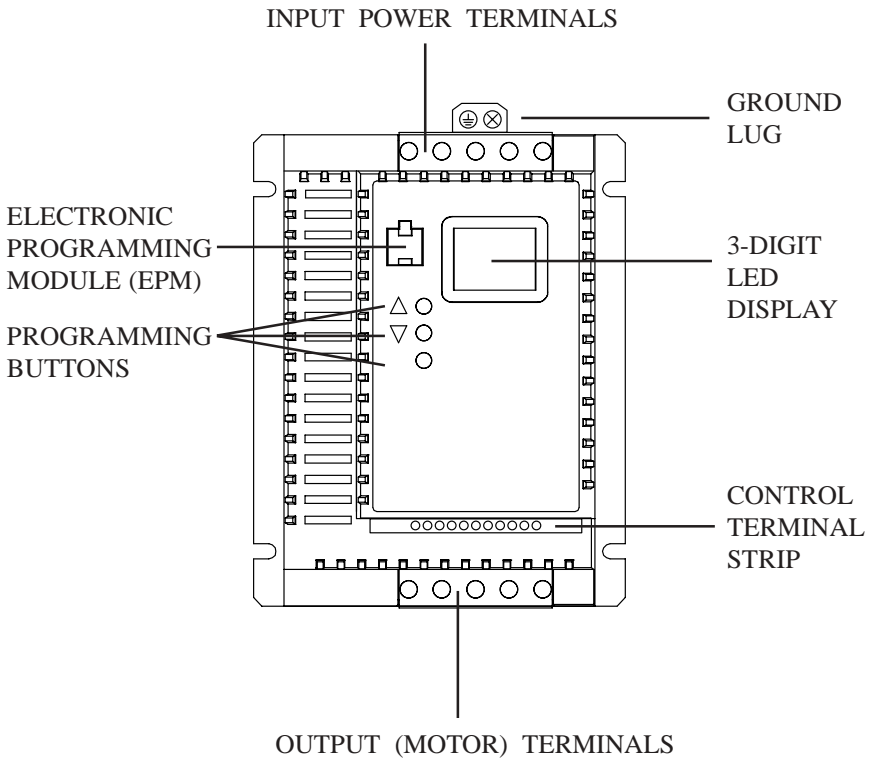 INPUT POWER TERMINALS
GROUND
LUG
ELECTRONIC
PROGRAMMING
MODULE (EPM)
3-DIGIT
LED
DISPLAY
PROGRAMMING
BUTTONS
CONTROL
TERMINAL
STRIP
OUTPUT (MOTOR) TERMINALS